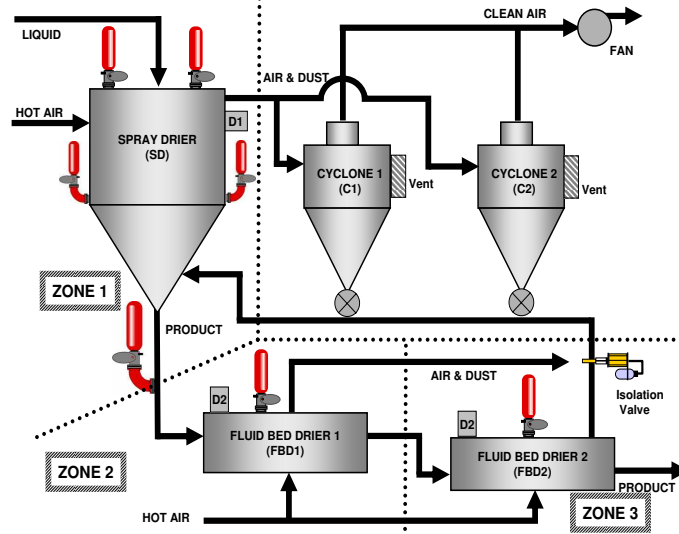 CLEAN AIR
LIQUID
FAN
AIR & DUST
HOT AIR
D1
SPRAY DRIER
(SD)
CYCLONE 1
(C1)
Vent
CYCLONE 2
(C2)
Vent
ZONE 1
PRODUCT
AIR & DUST
Isolation
Valve
D2
D2
FLUID BED DRIER 1
(FBD1)
FLUID BED DRIER 2
(FBD2)
ZONE 2
PRODUCT
HOT AIR
ZONE 3